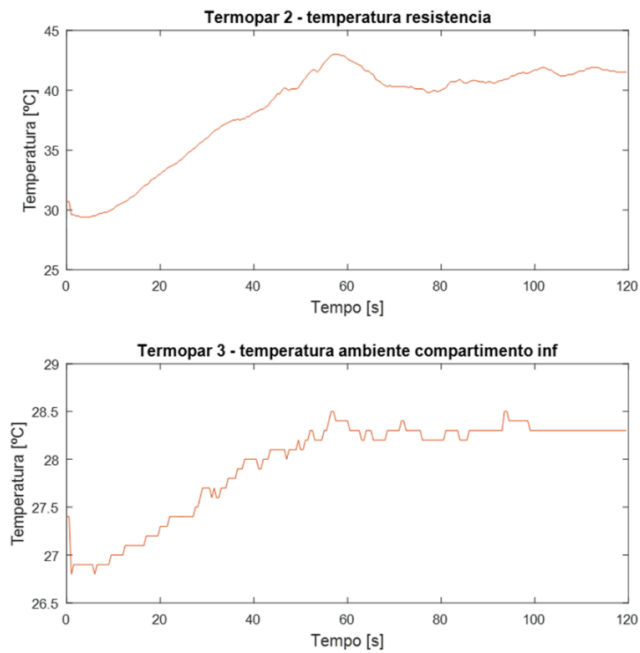 Termopar 2 - temperatura resistencia
45
40
35
30
25
Temperatura [ºC]
0 20 40 60 80 100 120
Tempo [s]
Termopar 3 - temperatura ambiente compartimento inf
29
28.5
28
27.5
27
26.5
Temperatura [ºC]
0 20 40 60 80 100 120
Tempo [s]